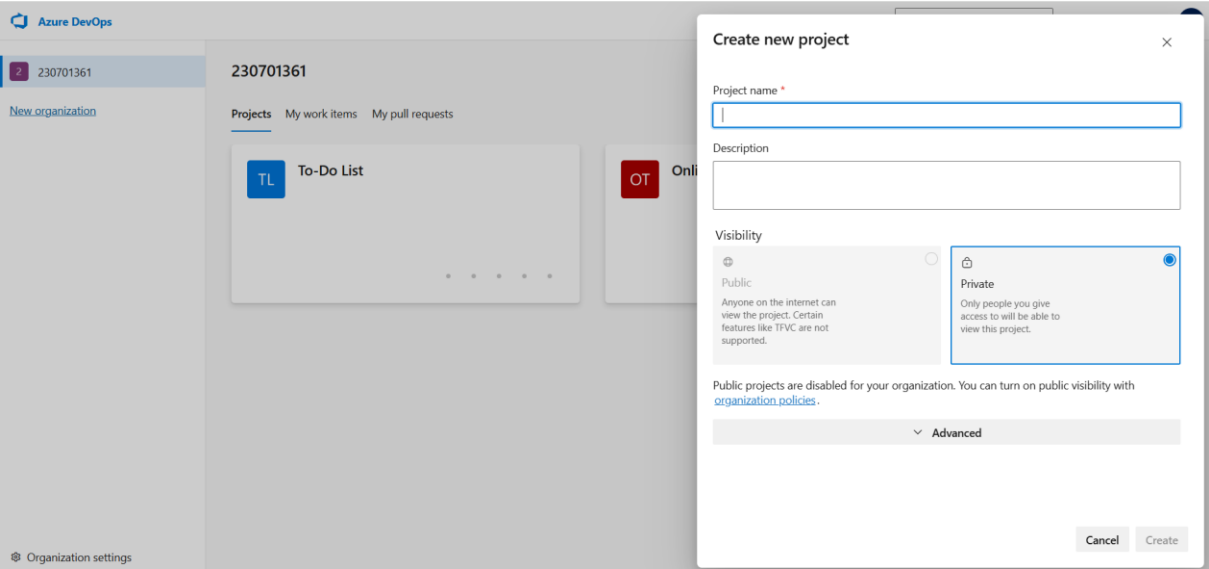 Azure DevOps
2 230701361
New organization
230701361
Projects My work items My pull requests
TL To-Do List
OT Onli
Organization settings
Create new project
Project name *
Description
Visibility
Public
Anyone on the internet can
view the project. Certain
features like TFVC are not
supported.
Private
Only people you give
access to will be able to
view this project.
Public projects are disabled for your organization. You can turn on public visibility with
organization policies.
Advanced
Cancel Create